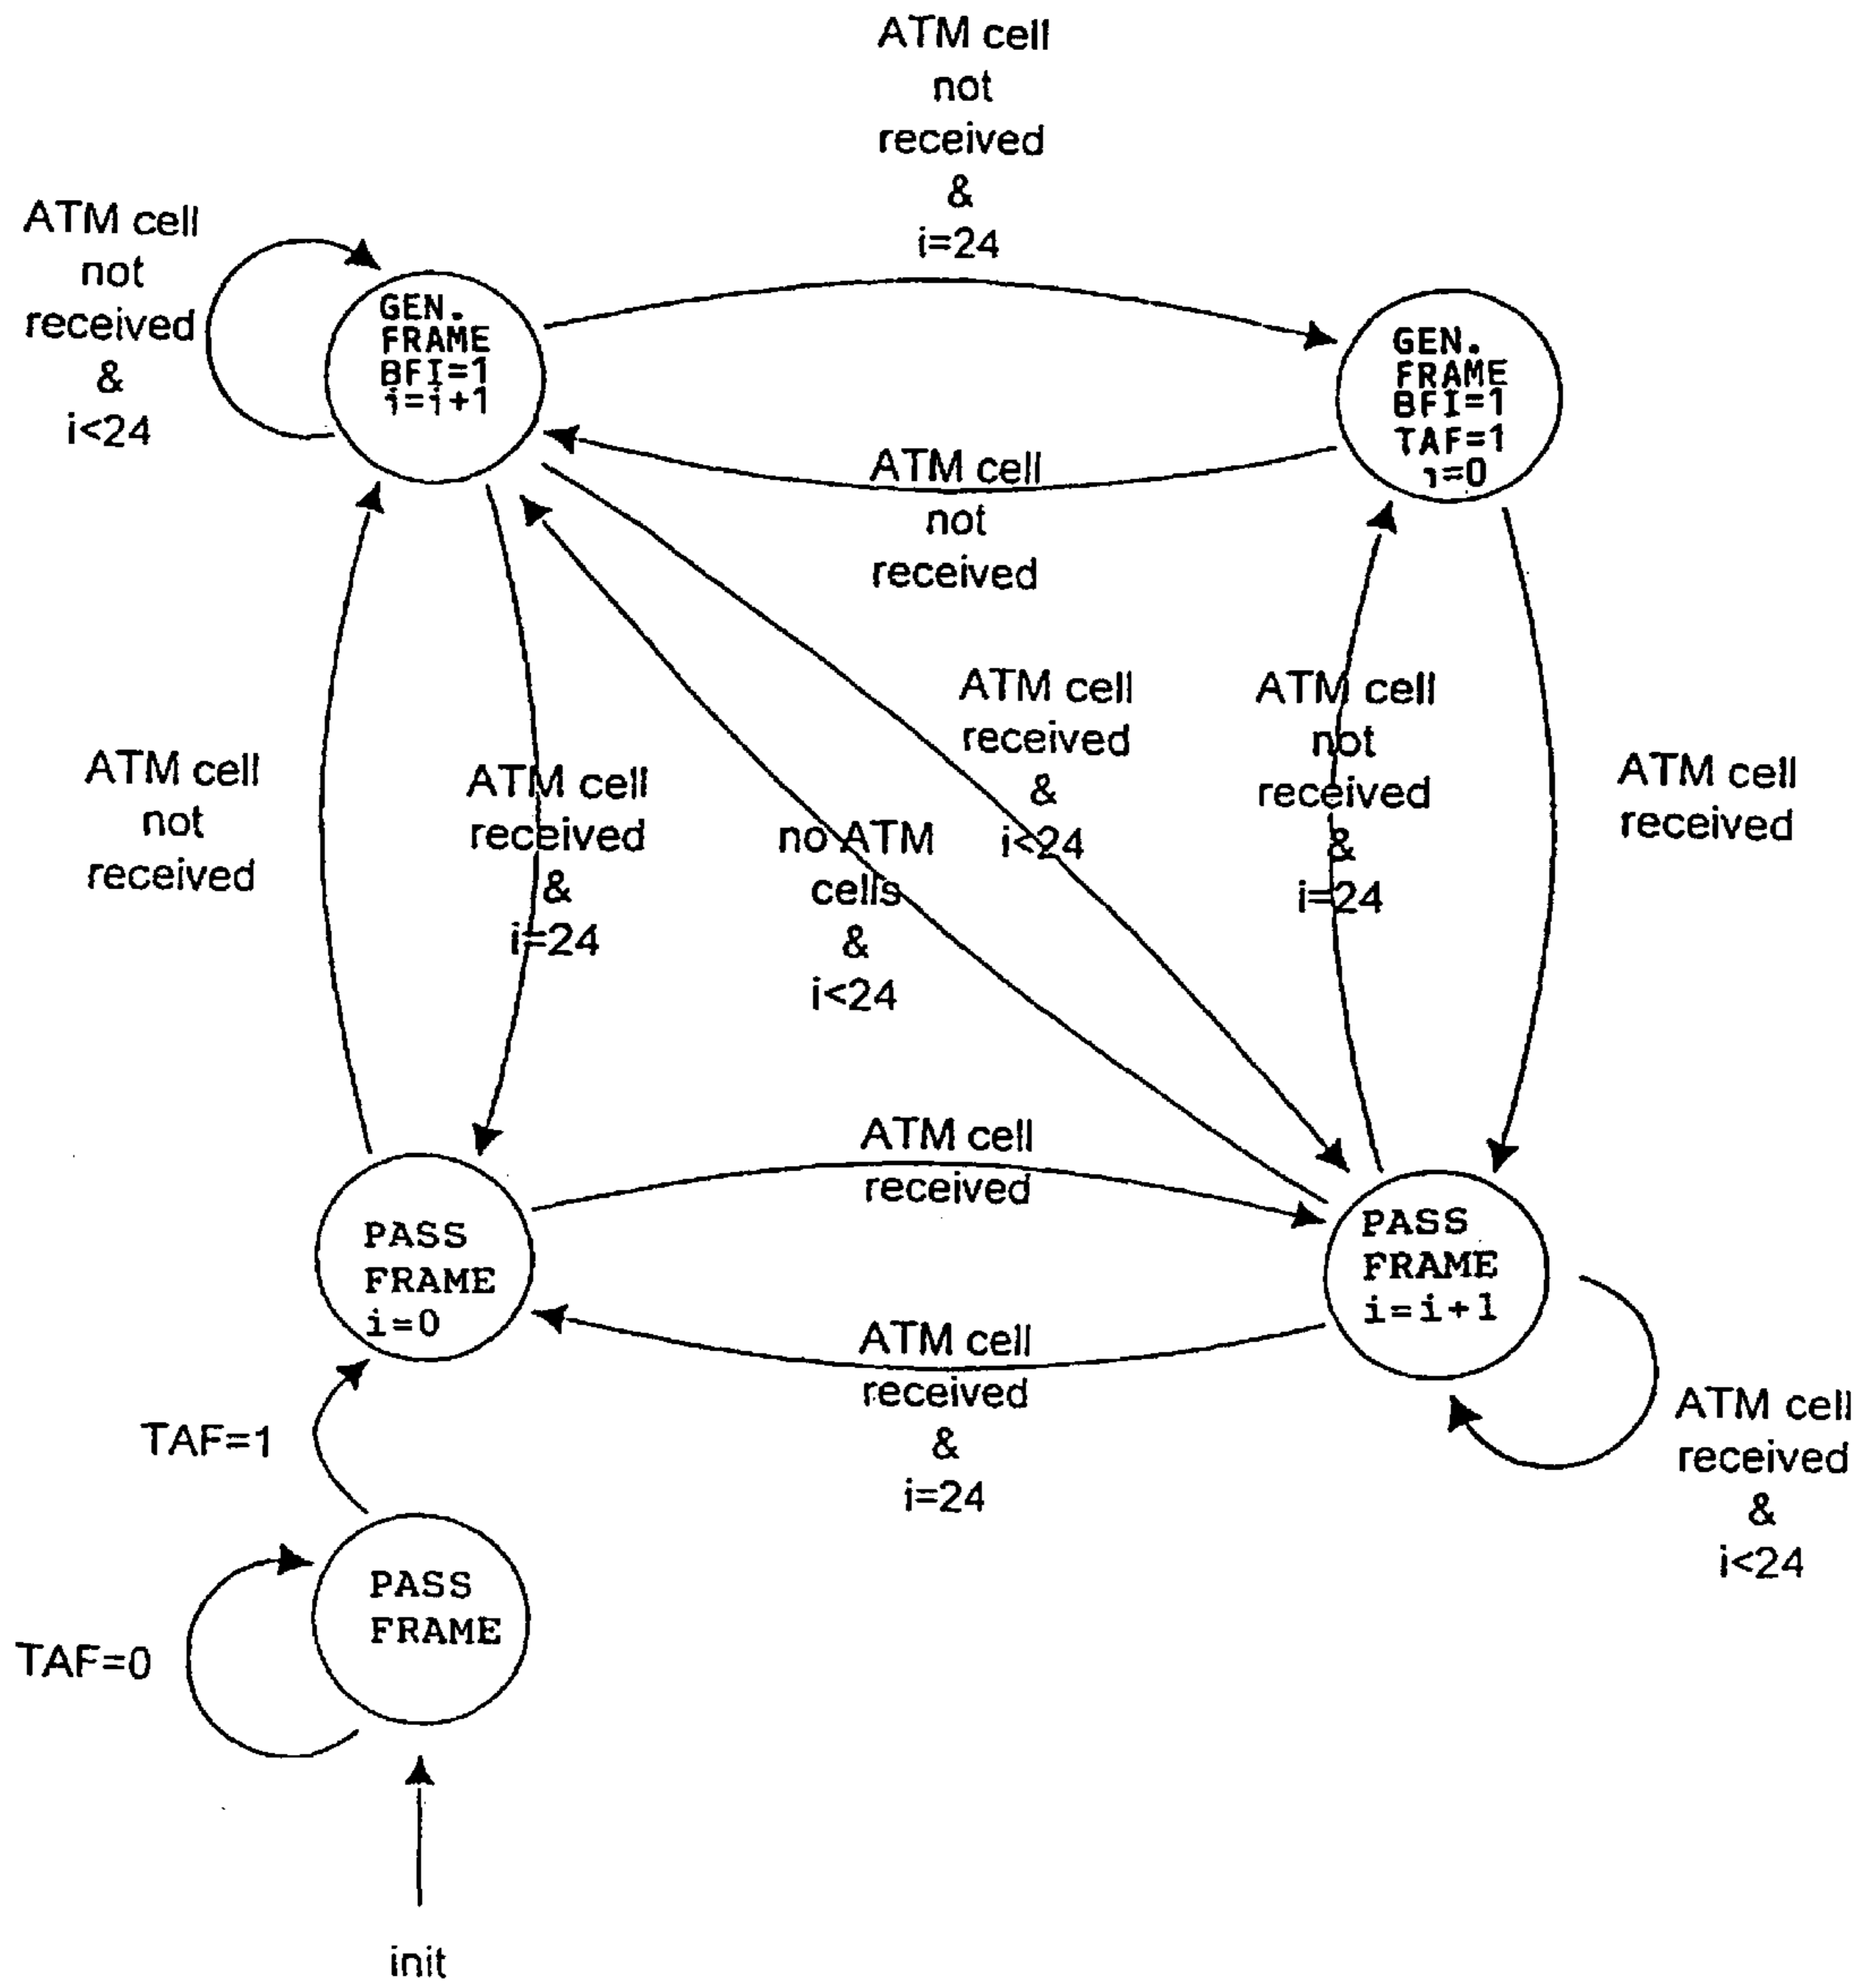 ATM cell
not
received
&
i=24
ATM cell
not
received
&
i<24
GEN.
FRAME
BFI=1
i=i+1
GEN.
FRAME
BFI=1
TAF=1
i=0
ATM cell
not
received
ATM cell
not
received
ATM cell
received
&
i=24
no ATM
cells
&
i<24
ATM cell
received
&
i<24
ATM cell
not
received
&
i=24
ATM cell
received
ATM cell
received
PASS
FRAME
i=0
PASS
FRAME
i=i+1
ATM cell
received
&
i=24
ATM cell
received
&
i<24
TAF=1
PASS
FRAME
TAF=0
init